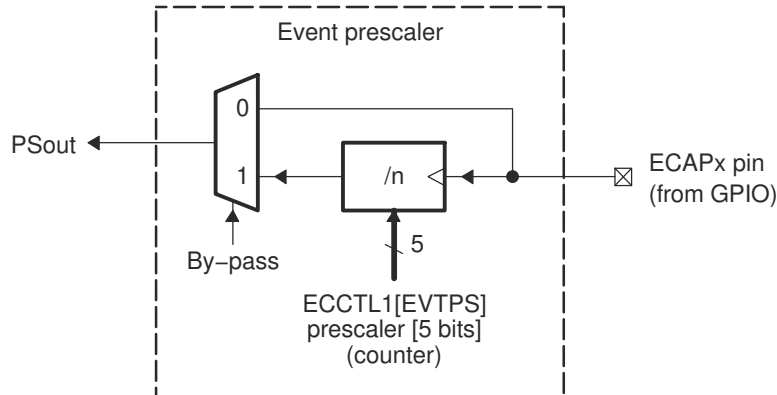 Event prescaler
0
PSout
1
/n
ECAPx pin
(from GPIO)
5
By−pass
ECCTL1[EVTPS]
prescaler [5 bits]
(counter)